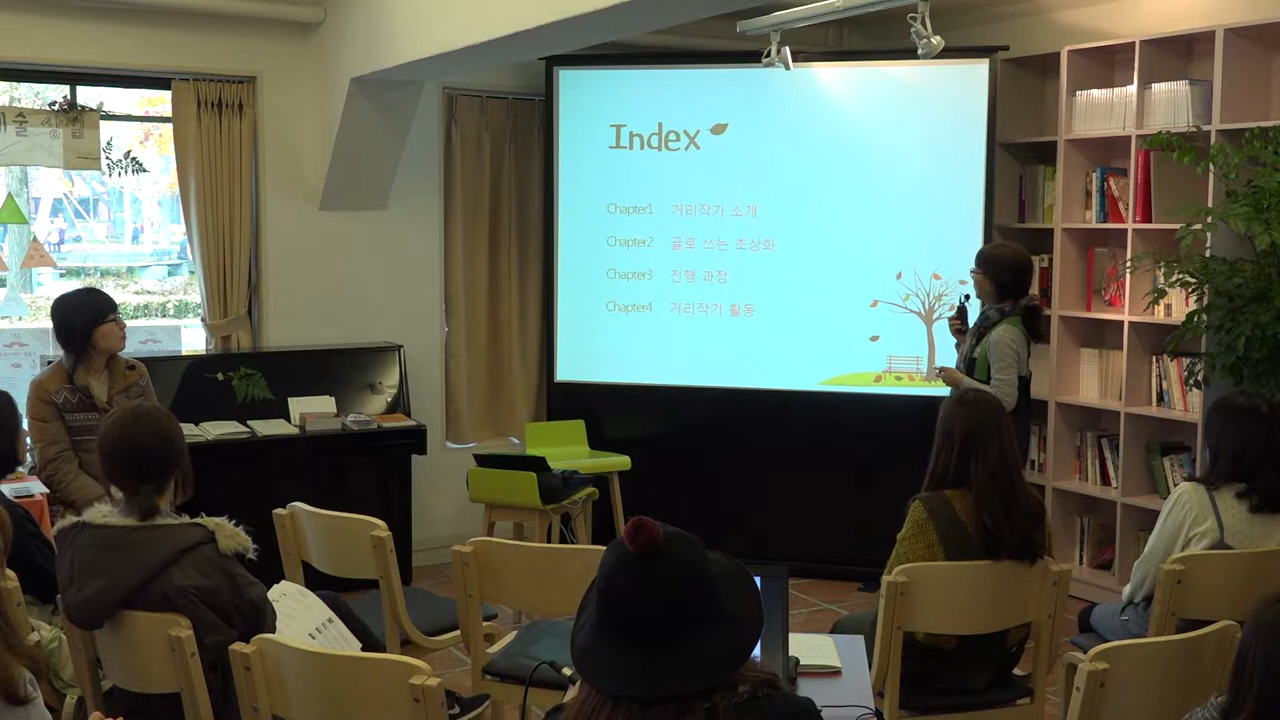 Index
Chapter1 거리작가 소개
Chapter2 글로 쓰는 초상화
Chapter3 진행 과정
Chapter4 거리작가 활동